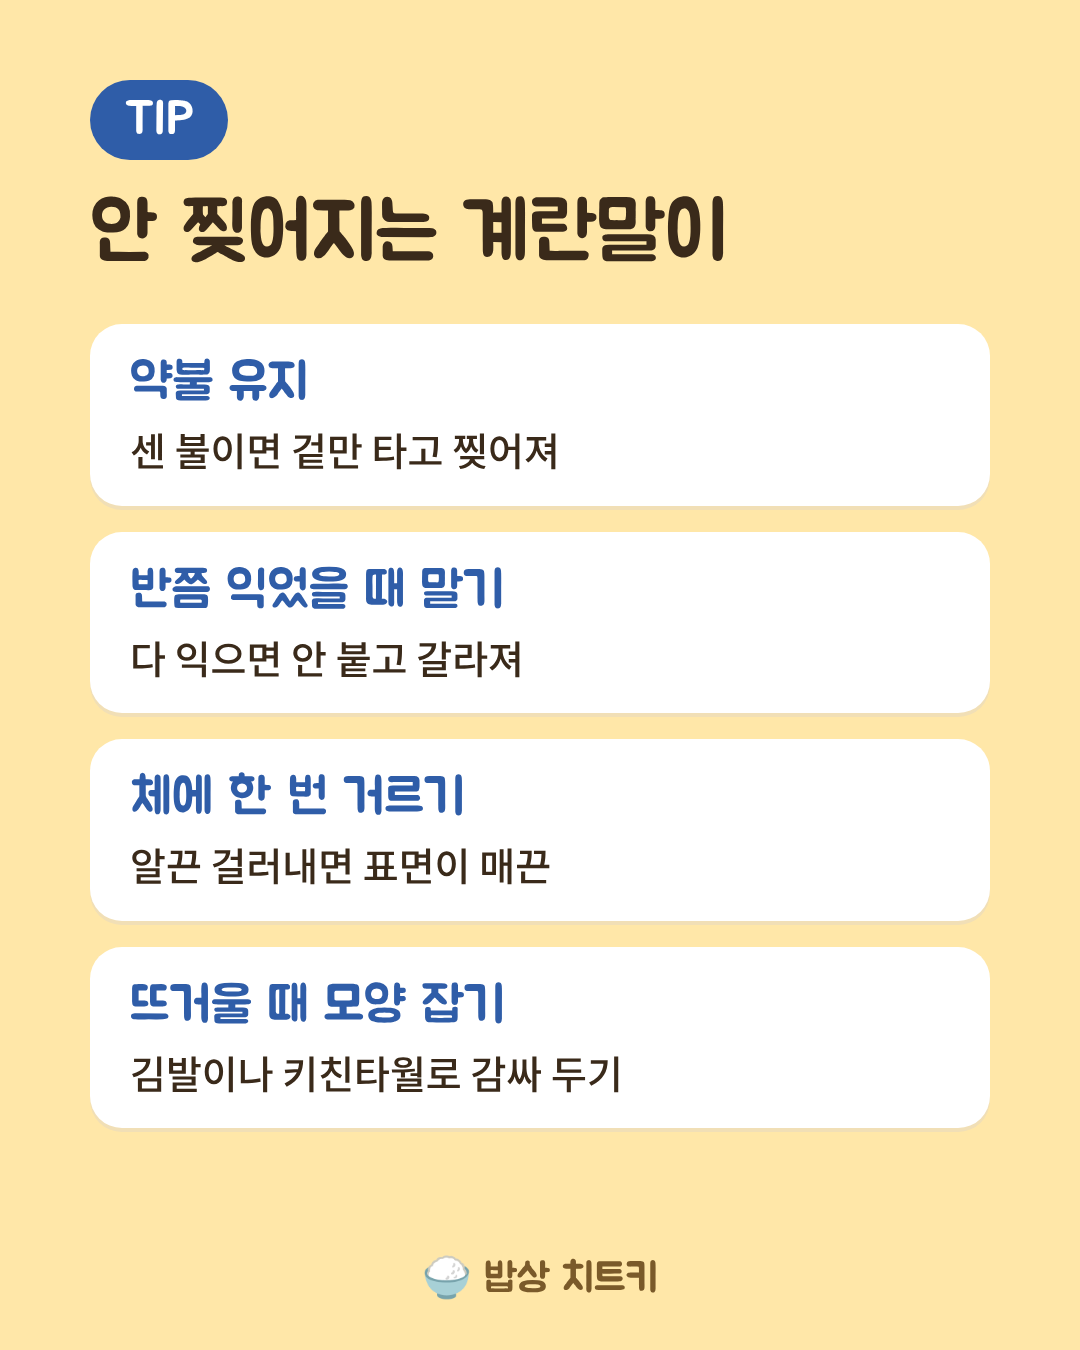 TIP
안 찢어지는 계란말이
약불 유지
센 불이면 겉만 타고 찢어져
반쯤 익었을 때 말기
다 익으면 안 붙고 갈라져
체에 한 번 거르기
알끈 걸러내면 표면이 매끈
뜨거울 때 모양 잡기
김발이나 키친타월로 감싸 두기
밥상 치트키